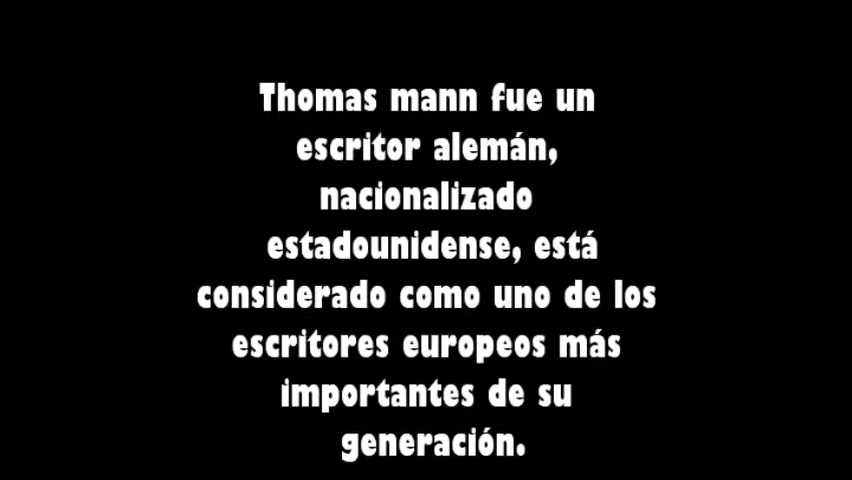 Thomas mann fue un
escritor alemán,
nacionalizado
estadounidense, está
considerado como uno de los
escritores europeos más
importantes de su
generación.